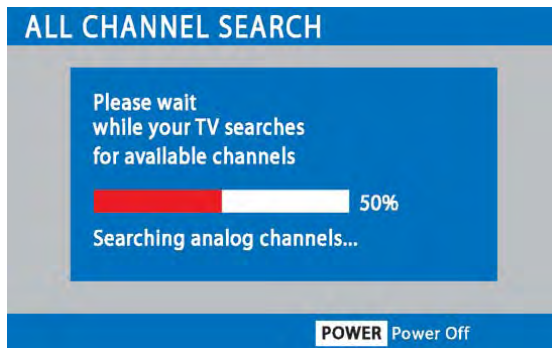 ALL CHANNEL SEARCH
Please wait
while your TV searches
for available channels
50%
Searching analog channels...
POWER Power Off